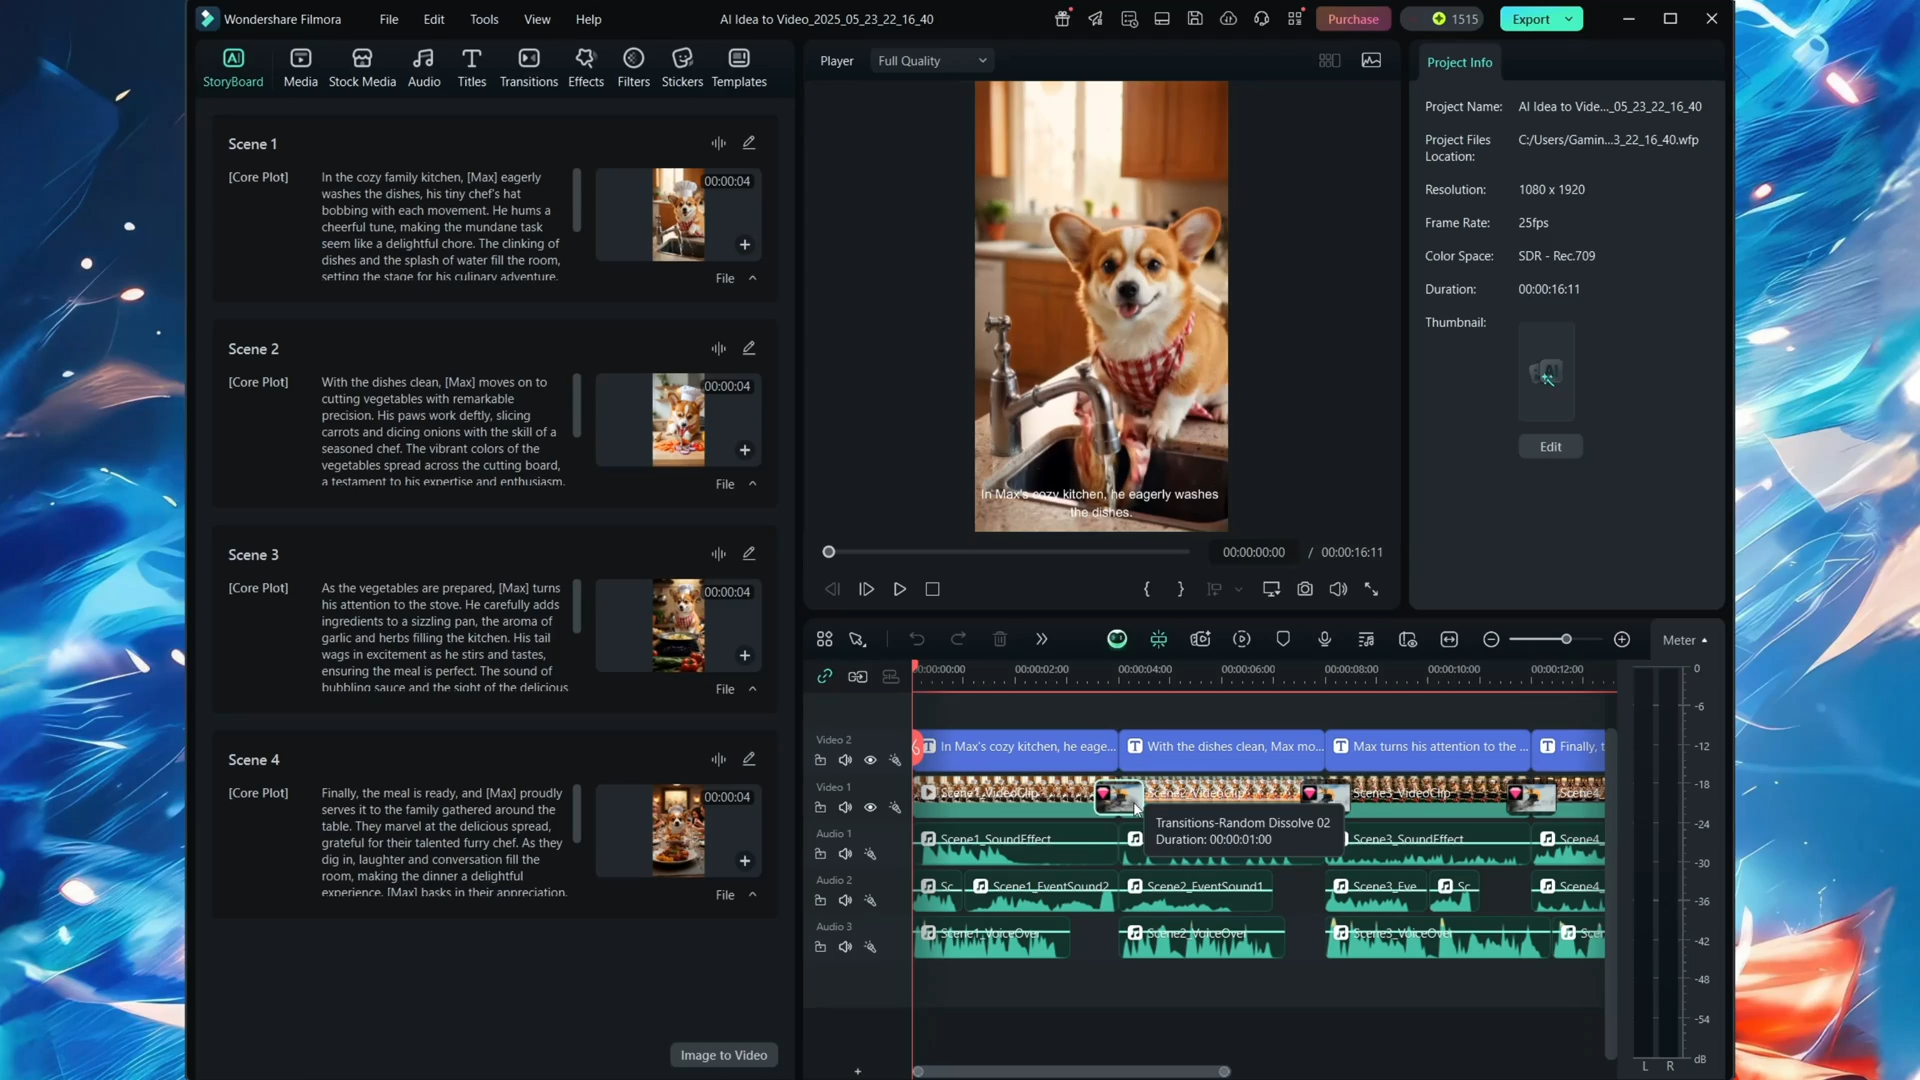 Wondershare Filmora
File
Edit
Tools
View
Help
AI Idea to Video_2025_05_23_22_16_40
Purchase
1515
Export
StoryBoard
Media
Stock Media
Audio
Titles
Transitions
Effects
Filters
Stickers
Templates
Scene 1
[Core Plot]
In the cozy family kitchen, [Max] eagerly
washes the dishes, his tiny chef's hat
bobbing with each movement. He hums a
cheerful tune, making the mundane task
seem like a delightful chore. The clinking of
dishes and the splash of water fill the room,
setting the stage for his culinary adventure.
00:00:04
File
Scene 2
[Core Plot]
With the dishes clean, [Max] moves on to
cutting vegetables with remarkable
precision. His paws work deftly, slicing
carrots and dicing onions with the skill of a
seasoned chef. The vibrant colors of the
vegetables spread across the cutting board,
a testament to his expertise and enthusiasm.
00:00:04
File
Scene 3
[Core Plot]
As the vegetables are prepared, [Max] turns
his attention to the stove. He carefully adds
ingredients to a sizzling pan, the aroma of
garlic and herbs filling the kitchen. His tail
wags in excitement as he stirs and tastes,
ensuring the meal is perfect. The sound of
bubbling sauce and the sight of the delicious
00:00:04
File
Scene 4
[Core Plot]
Finally, the meal is ready, and [Max] proudly
serves it to the family gathered around the
table. They marvel at the delicious spread,
grateful for their talented furry chef. As they
dig in, laughter and conversation fill the
room, making the dinner a delightful
experience. [Max] basks in their appreciation.
00:00:04
File
Image to Video
Player
Full Quality
In Max's cozy kitchen, he eagerly washes
the dishes.
00:00:00:00
/ 00:00:16:11
Project Info
Project Name: AI Idea to Vide..._05_23_22_16_40
Project Files
Location:
C:/Users/Gamin...3_22_16_40.wfp
Resolution: 1080 x 1920
Frame Rate: 25fps
Color Space: SDR - Rec.709
Duration: 00:00:16:11
Thumbnail:
AI
Edit
Meter
00:00:00:00
00:00:02:00
00:00:04:00
00:00:06:00
00:00:08:00
00:00:10:00
00:00:12:00
Video 2
In Max's cozy kitchen, he eage...
With the dishes clean, Max mo...
Max turns his attention to the ...
Finally, t
Video 1
Scene1_VideoClip
Scene2_VideoClip
Scene3_VideoClip
Scene4
Transitions-Random Dissolve 02
Duration: 00:00:01:00
Audio 1
Scene1_SoundEffect
Scene3_SoundEffect
Scene4_
Audio 2
Sc
Scene1_EventSound2
Scene2_EventSound1
Scene3_Eve
Sc
Scene4_
Audio 3
Scene1_VoiceOver
Scene2_VoiceOver
Scene3_VoiceOver
Scer
0
-6
-12
-18
-24
-30
-36
-42
-48
-54
dB
L
R